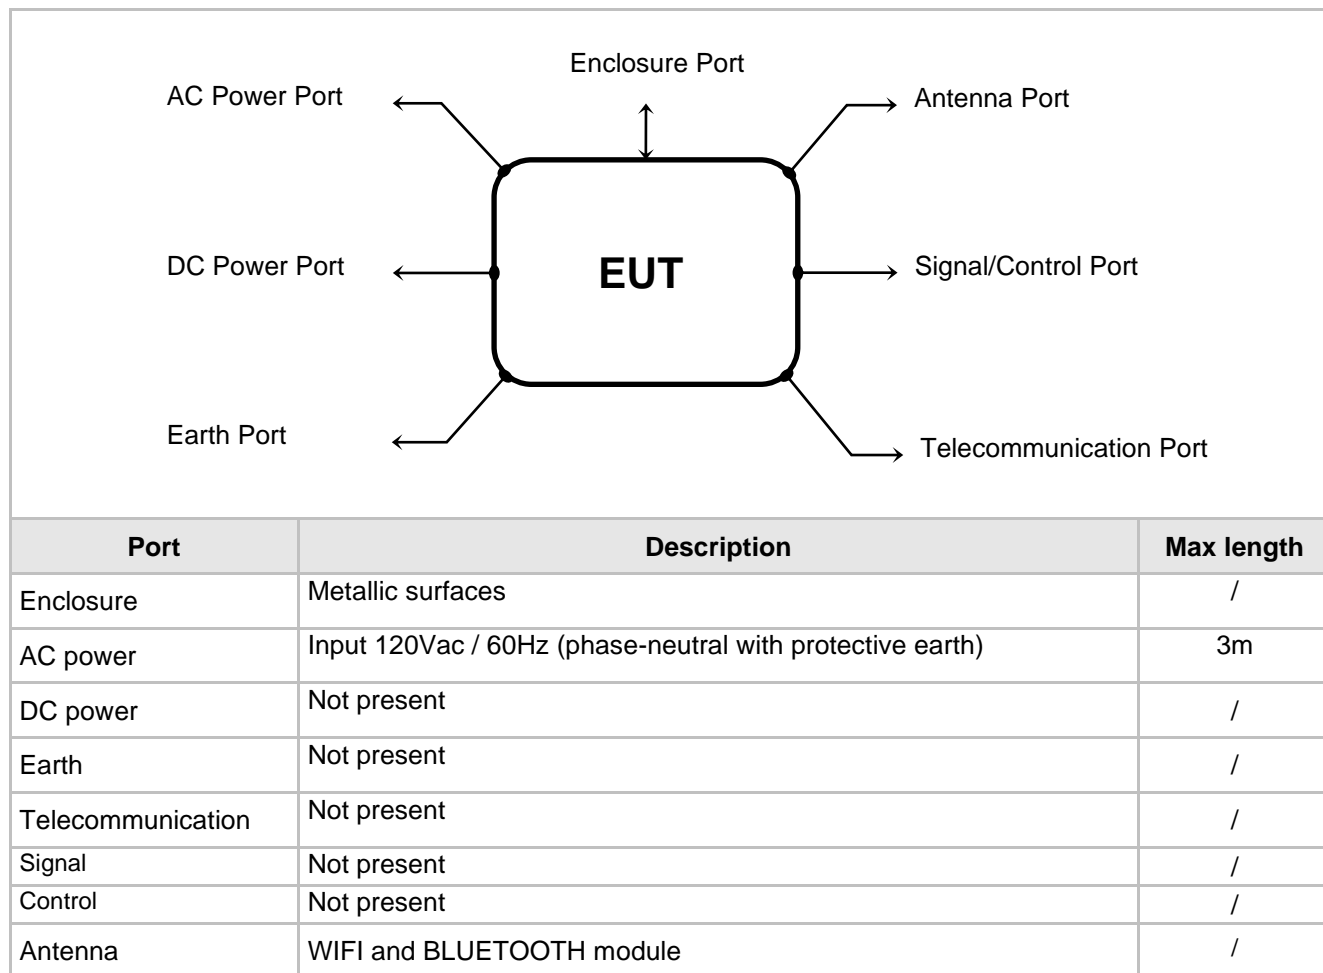 Enclosure Port
AC Power Port
Antenna Port
DC Power Port
EUT
Signal/Control Port
Earth Port
Telecommunication Port
Port Description Max length
Enclosure Metallic surfaces /
AC power Input 120Vac / 60Hz (phase-neutral with protective earth) 3m
DC power Not present /
Earth Not present /
Telecommunication Not present /
Signal Not present /
Control Not present /
Antenna WIFI and BLUETOOTH module /